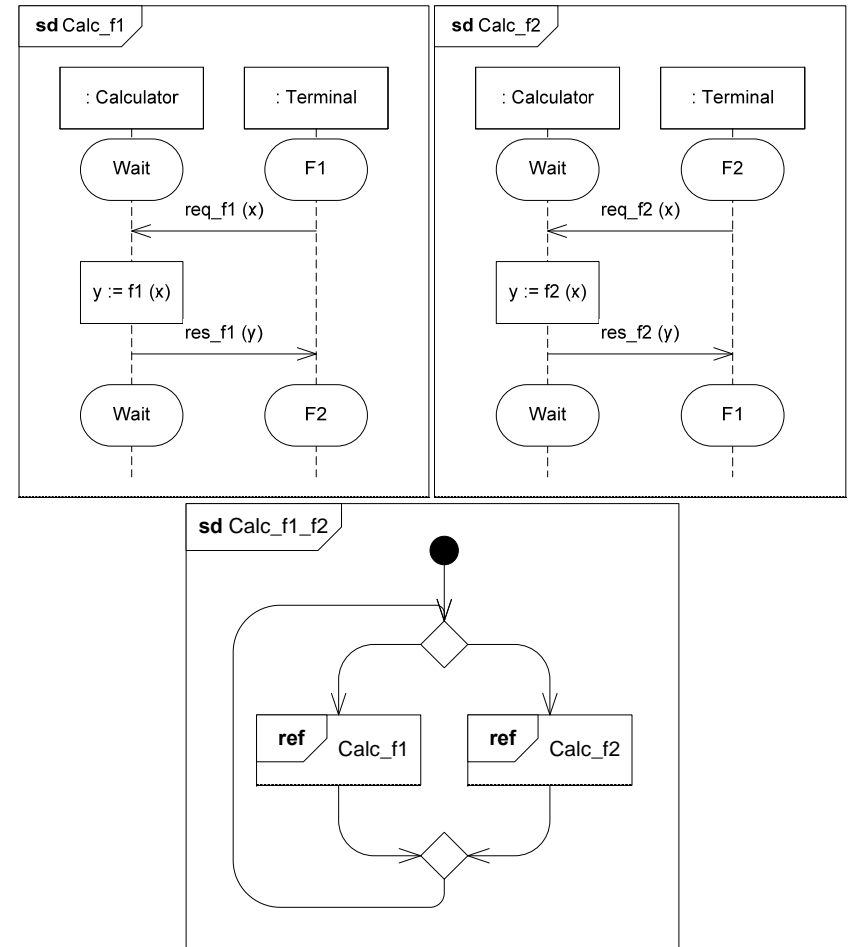 sd Calc_f1
: Calculator : Terminal
Wait F1
req_f1 (x)
y := f1 (x)
res_f1 (y)
Wait F2
sd Calc_f2
: Calculator : Terminal
Wait F2
req_f2 (x)
y := f2 (x)
res_f2 (y)
Wait F1
sd Calc_f1_f2
ref Calc_f1
ref Calc_f2